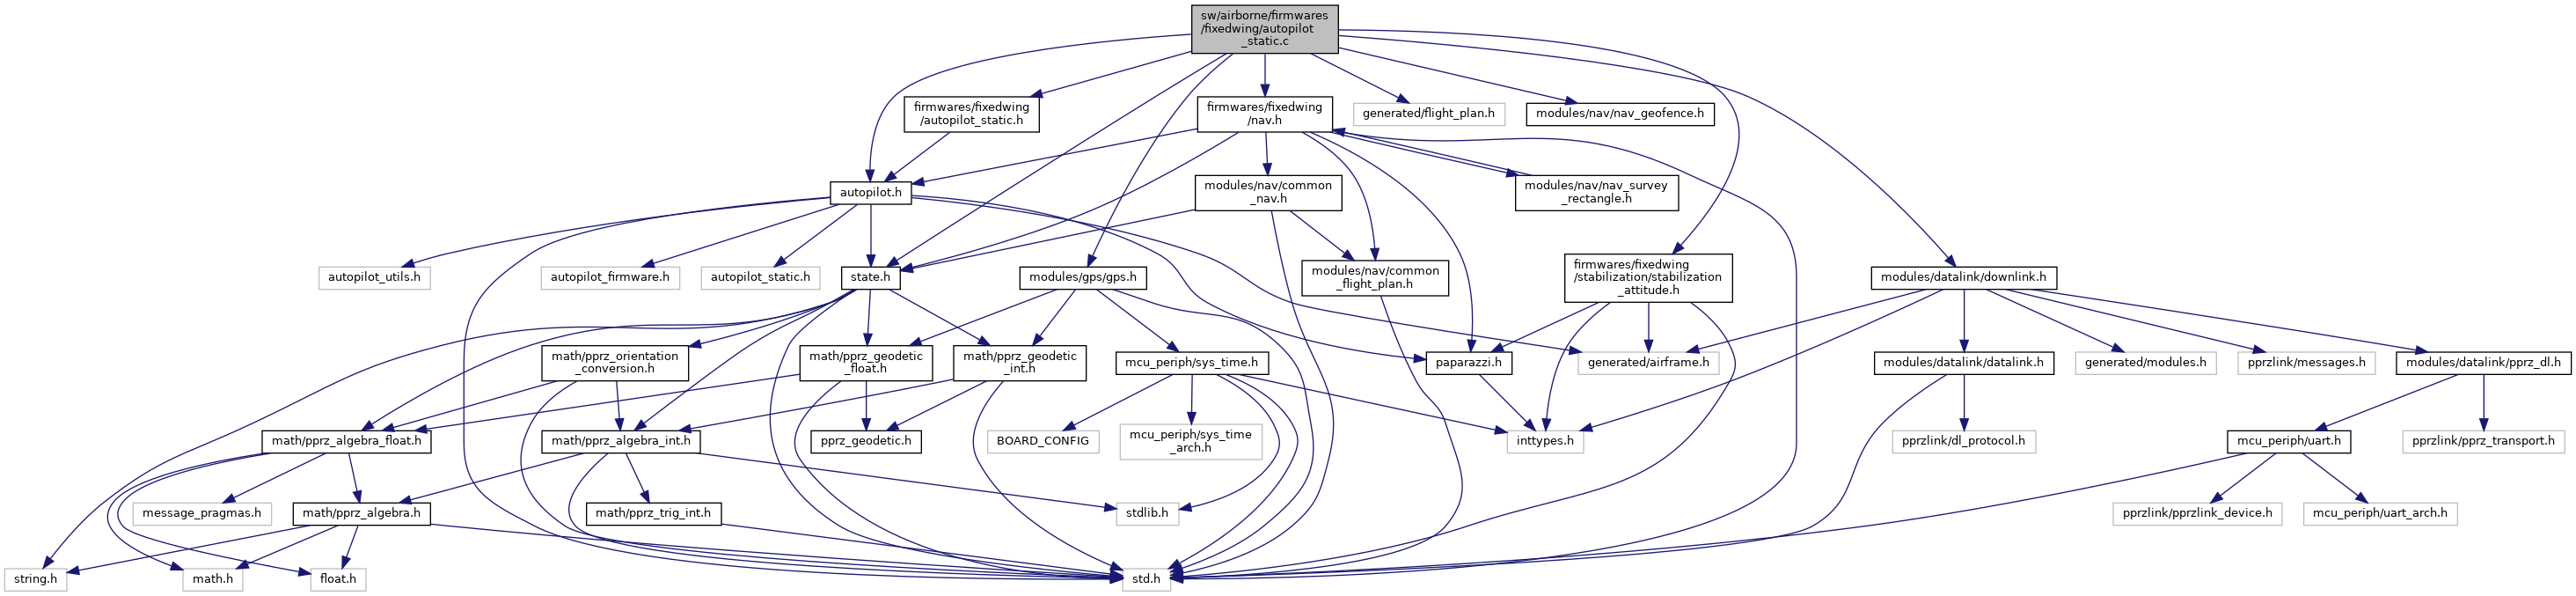 sw/airborne/firmwares
/fixedwing/autopilot
_static.c
firmwares/fixedwing
/autopilot_static.h
firmwares/fixedwing
/nav.h
generated/flight_plan.h
modules/nav/nav_geofence.h
autopilot.h
modules/nav/common
_nav.h
modules/nav/nav_survey
_rectangle.h
autopilot_utils.h
autopilot_firmware.h
autopilot_static.h
state.h
modules/gps/gps.h
modules/nav/common
_flight_plan.h
firmwares/fixedwing
/stabilization/stabilization
_attitude.h
modules/datalink/downlink.h
math/pprz_orientation
_conversion.h
math/pprz_geodetic
_float.h
math/pprz_geodetic
_int.h
mcu_periph/sys_time.h
paparazzi.h
generated/airframe.h
modules/datalink/datalink.h
generated/modules.h
pprzlink/messages.h
modules/datalink/pprz_dl.h
math/pprz_algebra_float.h
math/pprz_algebra_int.h
pprz_geodetic.h
BOARD_CONFIG
mcu_periph/sys_time
_arch.h
inttypes.h
pprzlink/dl_protocol.h
mcu_periph/uart.h
pprzlink/pprz_transport.h
message_pragmas.h
math/pprz_algebra.h
math/pprz_trig_int.h
stdlib.h
pprzlink/pprzlink_device.h
mcu_periph/uart_arch.h
string.h
math.h
float.h
std.h